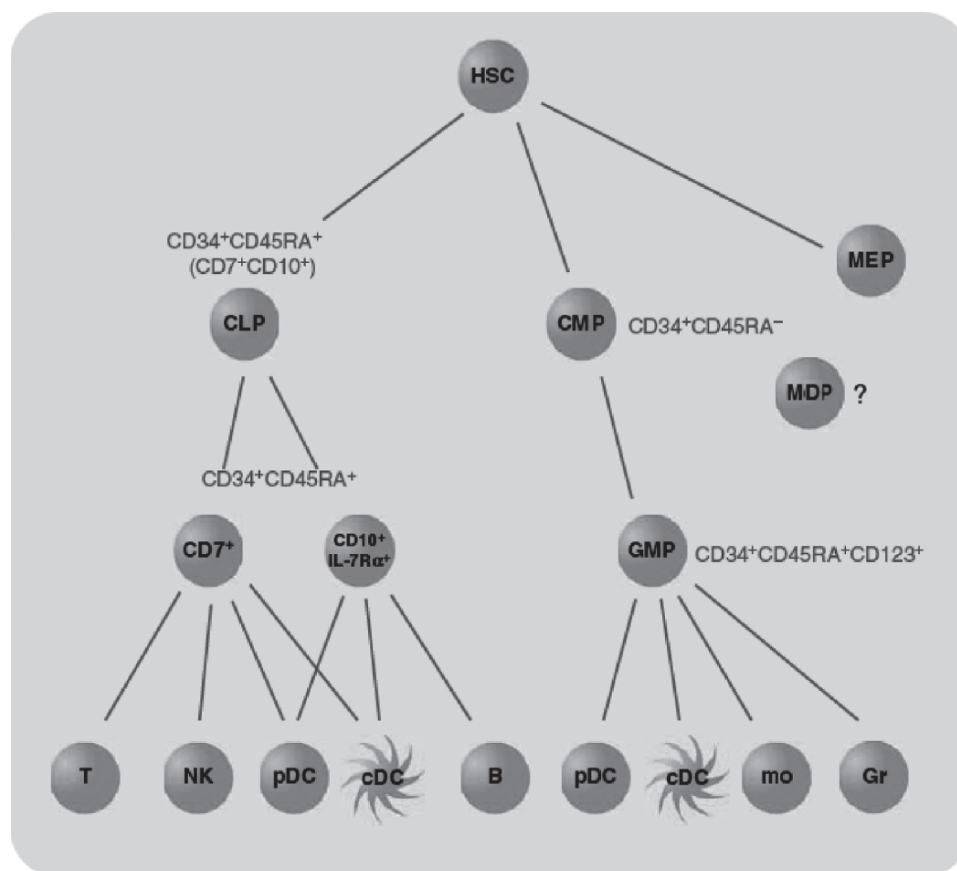 HSC
CD34⁺CD45RA⁺
(CD7⁺CD10⁺)
MEP
CLP
CMP
CD34⁺CD45RA⁻
MDP
?
CD34⁺CD45RA⁺
CD7⁺
CD10⁺
IL-7Rα⁺
GMP
CD34⁺CD45RA⁺CD123⁺
T
NK
pDC
cDC
B
pDC
cDC
mo
Gr